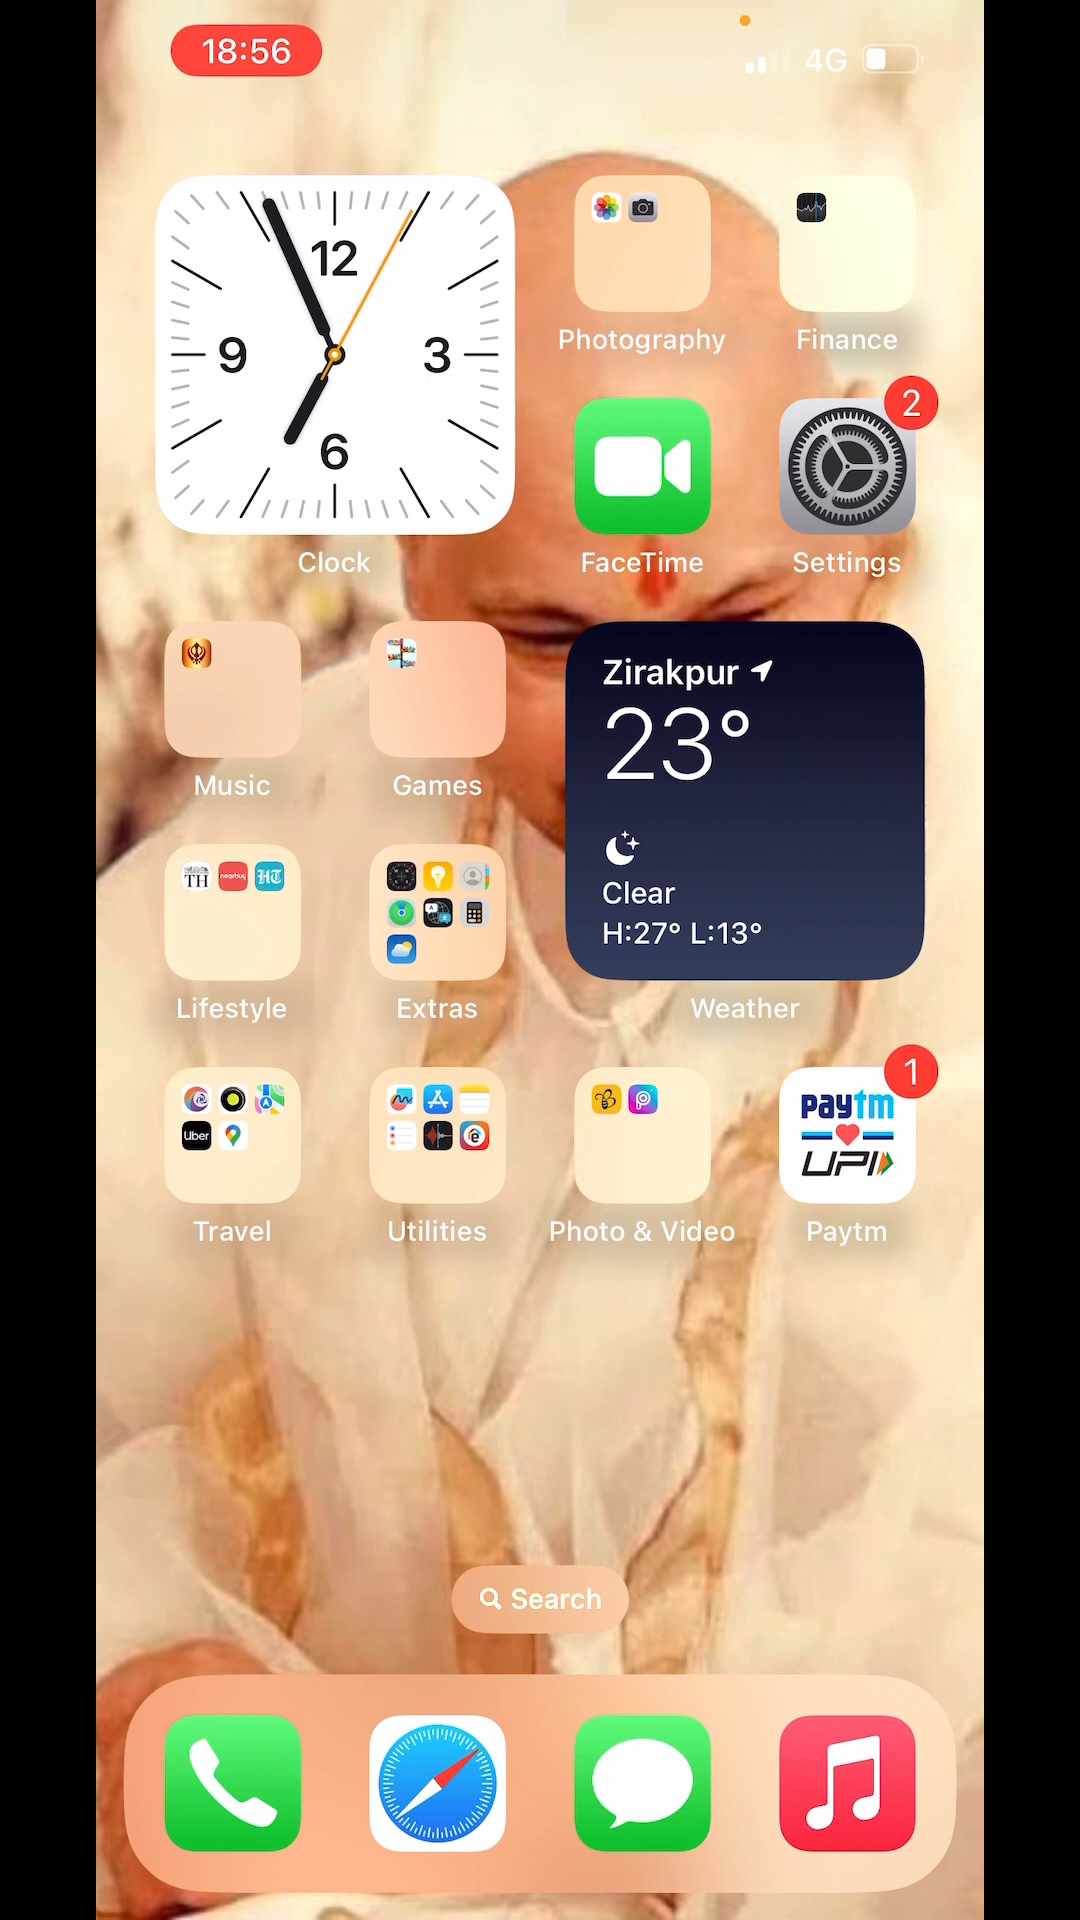 18:56
4G
12
9
3
6
Clock
Photography
Finance
FaceTime
2
Settings
Music
Games
Zirakpur
23°
Clear
H:27° L:13°
Weather
TH
nearbuy
HT
Lifestyle
Extras
Uber
Travel
Utilities
Photo & Video
1
paytm
UPI
Paytm
Search